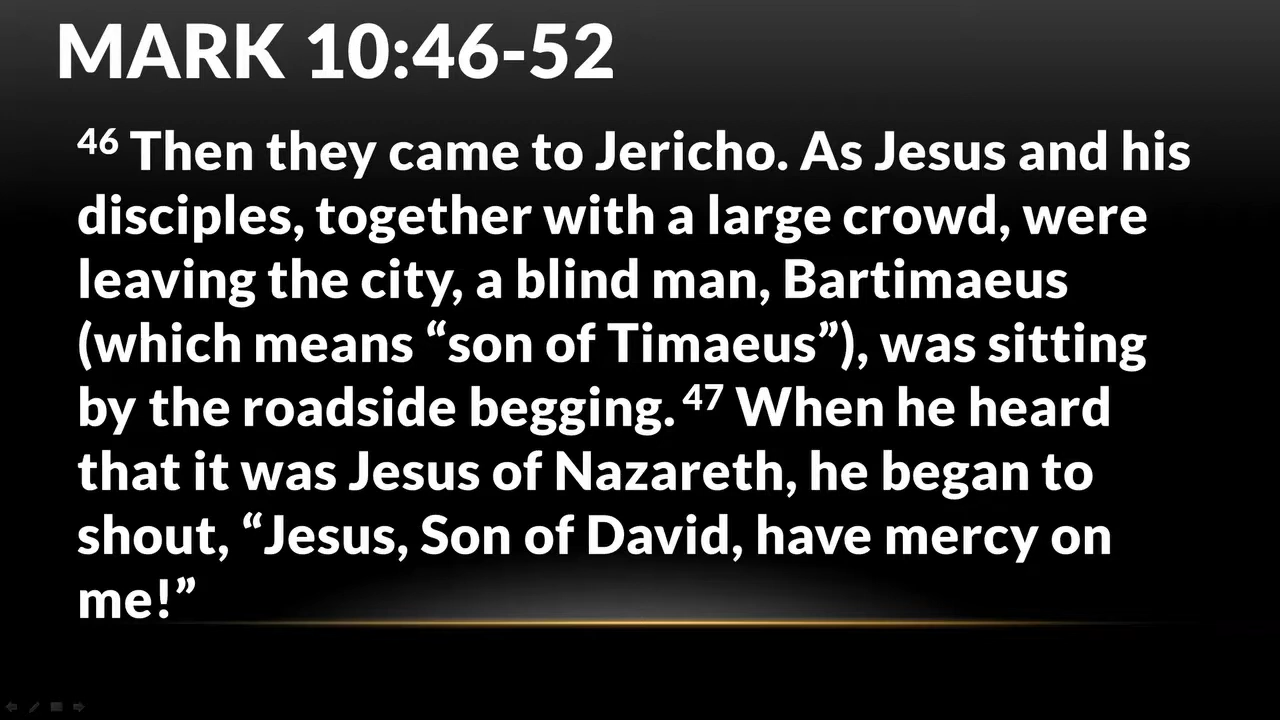 MARK 10:46-52
46 Then they came to Jericho. As Jesus and his
disciples, together with a large crowd, were
leaving the city, a blind man, Bartimaeus
(which means “son of Timaeus”), was sitting
by the roadside begging. 47 When he heard
that it was Jesus of Nazareth, he began to
shout, “Jesus, Son of David, have mercy on
me!”